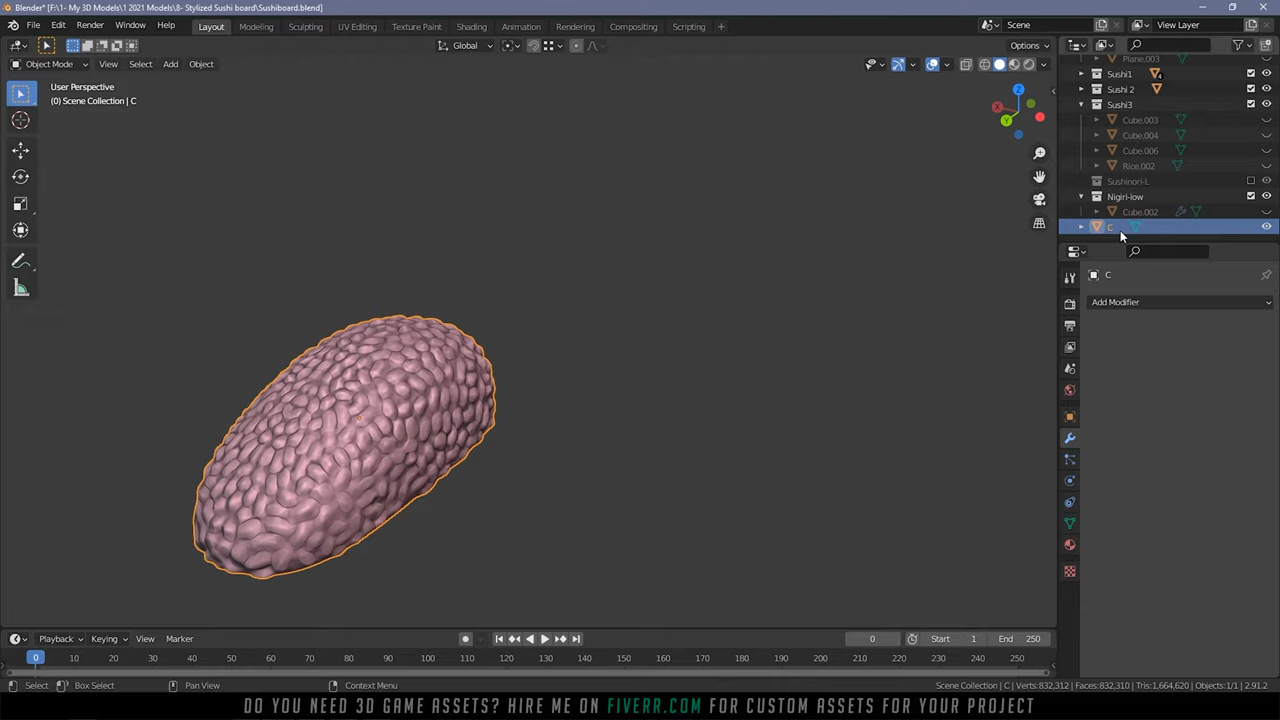 Blender* [F:\1- My 3D Models\1 2021 Models\8- Stylized Sushi board\Sushiboard.blend]
File Edit Render Window Help Layout Modeling Sculpting UV Editing Texture Paint Shading Animation Rendering Compositing Scripting Scene View Layer
Global Options
Object Mode View Select Add Object
User Perspective
(0) Scene Collection | C
Plane.003
Sushi1
Sushi 2
Sushi3
Cube.003
Cube.004
Cube.006
Rice.002
Sushinori-L
Nigiri-low
Cube.002
C
C
Add Modifier
X
Y
Z
Playback Keying View Marker 0 Start 1 End 250
0 10 20 30 40 50 60 70 80 90 100 110 120 130 140 150 160 170 180 190 200 210 220 230 240 250
Select Box Select Pan View Context Menu Scene Collection | C | Verts:832,312 | Faces:832,310 | Tris:1,664,620 | Objects:1/1 | 2.91.2
DO YOU NEED 3D GAME ASSETS? HIRE ME ON FIVERR.COM FOR CUSTOM ASSETS FOR YOUR PROJECT